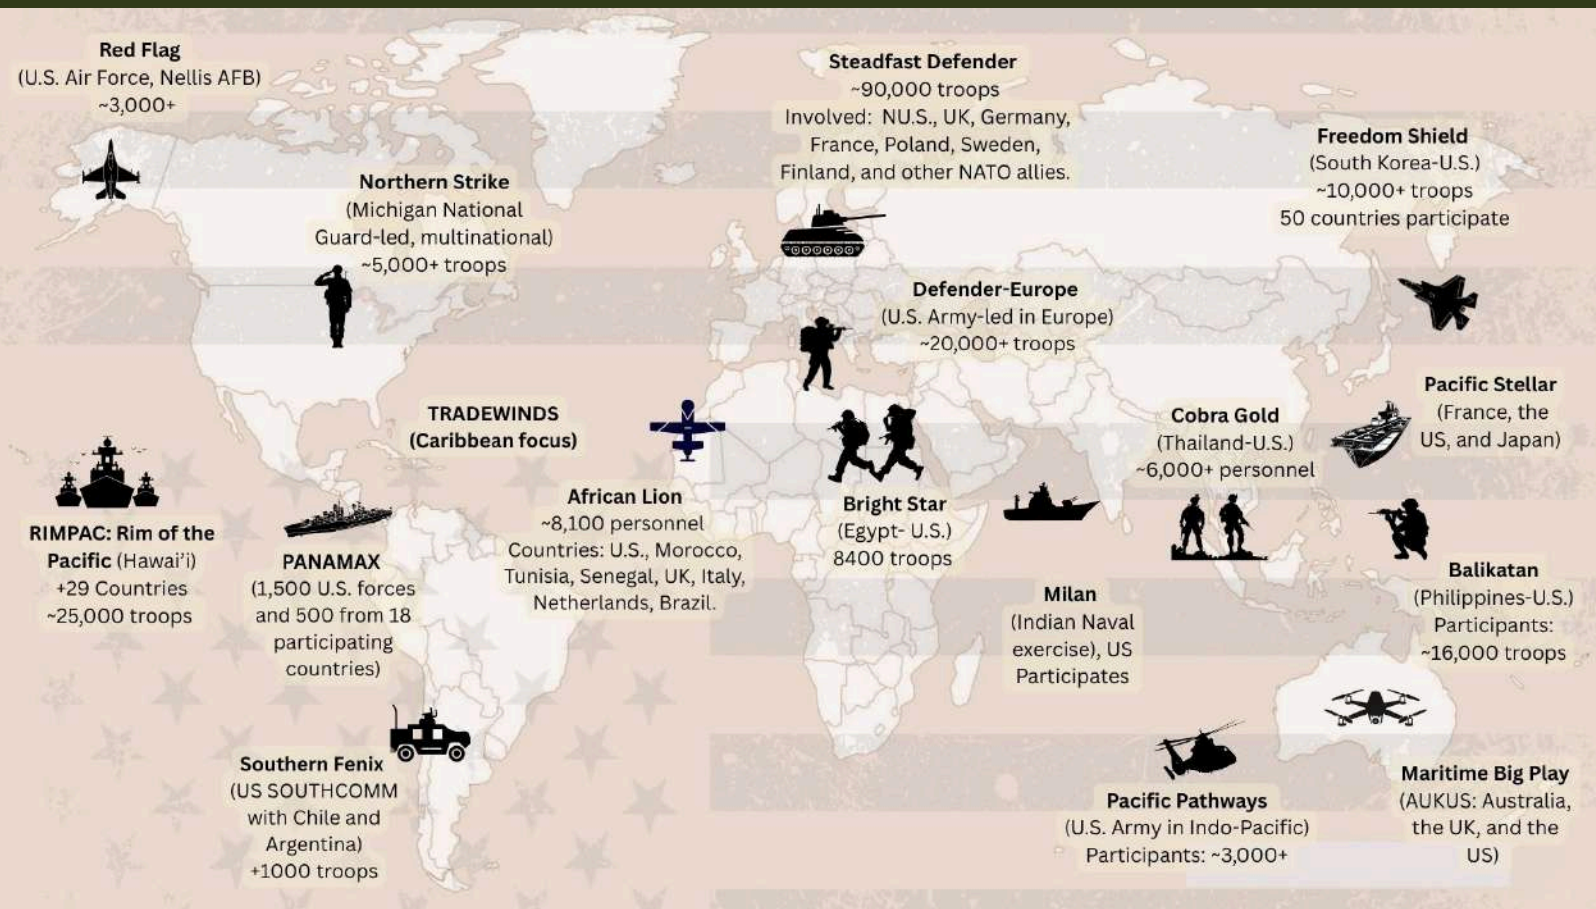 Red Flag
(U.S. Air Force, Nellis AFB)
~3,000+
Northern Strike
(Michigan National
Guard-led, multinational)
~5,000+ troops
Steadfast Defender
~90,000 troops
Involved: NU.S., UK, Germany,
France, Poland, Sweden,
Finland, and other NATO allies.
Freedom Shield
(South Korea-U.S.)
~10,000+ troops
50 countries participate
Defender-Europe
(U.S. Army-led in Europe)
~20,000+ troops
TRADEWINDS
(Caribbean focus)
Pacific Stellar
(France, the
US, and Japan)
Cobra Gold
(Thailand-U.S.)
~6,000+ personnel
RIMPAC: Rim of the
Pacific (Hawai'i)
+29 Countries
~25,000 troops
PANAMAX
(1,500 U.S. forces
and 500 from 18
participating
countries)
African Lion
~8,100 personnel
Countries: U.S., Morocco,
Tunisia, Senegal, UK, Italy,
Netherlands, Brazil.
Bright Star
(Egypt- U.S.)
8400 troops
Milan
(Indian Naval
exercise), US
Participates
Balikatan
(Philippines-U.S.)
Participants:
~16,000 troops
Southern Fenix
(US SOUTHCOMM
with Chile and
Argentina)
+1000 troops
Pacific Pathways
(U.S. Army in Indo-Pacific)
Participants: ~3,000+
Maritime Big Play
(AUKUS: Australia,
the UK, and the
US)